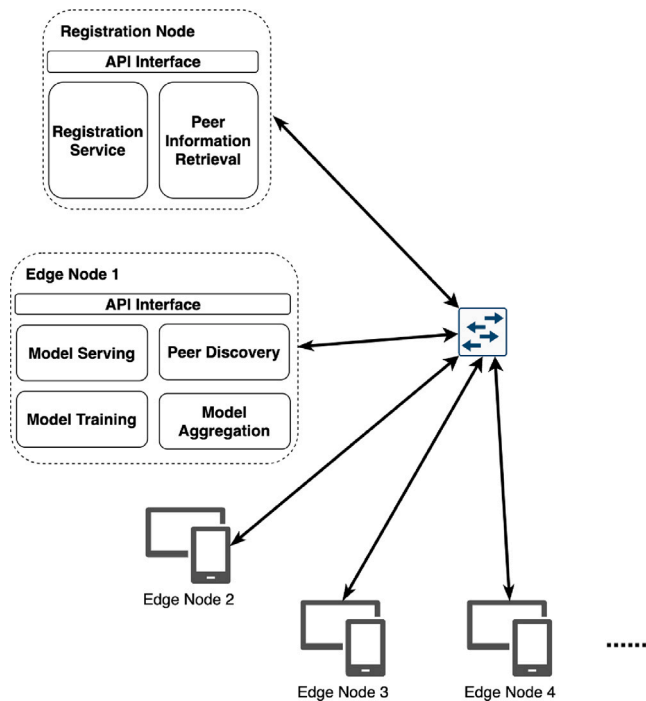 Registration Node
API Interface
Registration
Service
Peer
Information
Retrieval
Edge Node 1
API Interface
Model Serving
Peer Discovery
Model Training
Model
Aggregation
Edge Node 2
Edge Node 3
Edge Node 4